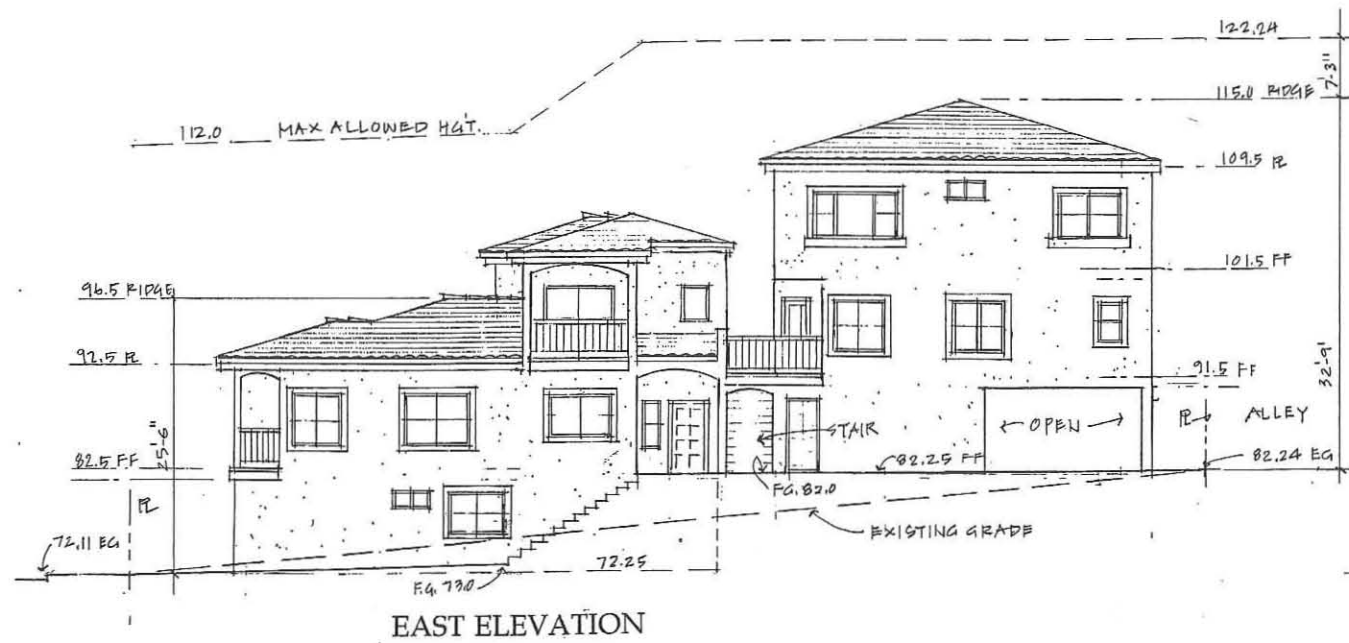 122.24
7'-3"
115.0 RIDGE
112.0 MAX ALLOWED HGT.
109.5 PL
101.5 FF
96.5 RIDGE
92.5 PL
91.5 FF
32'-9"
← OPEN →
PL
ALLEY
STAIR
25'-6"
82.5 FF
82.25 FF
82.24 EG
F.G. 82.0
PL
EXISTING GRADE
72.11 EG
72.25
F.G. 73.0
EAST ELEVATION